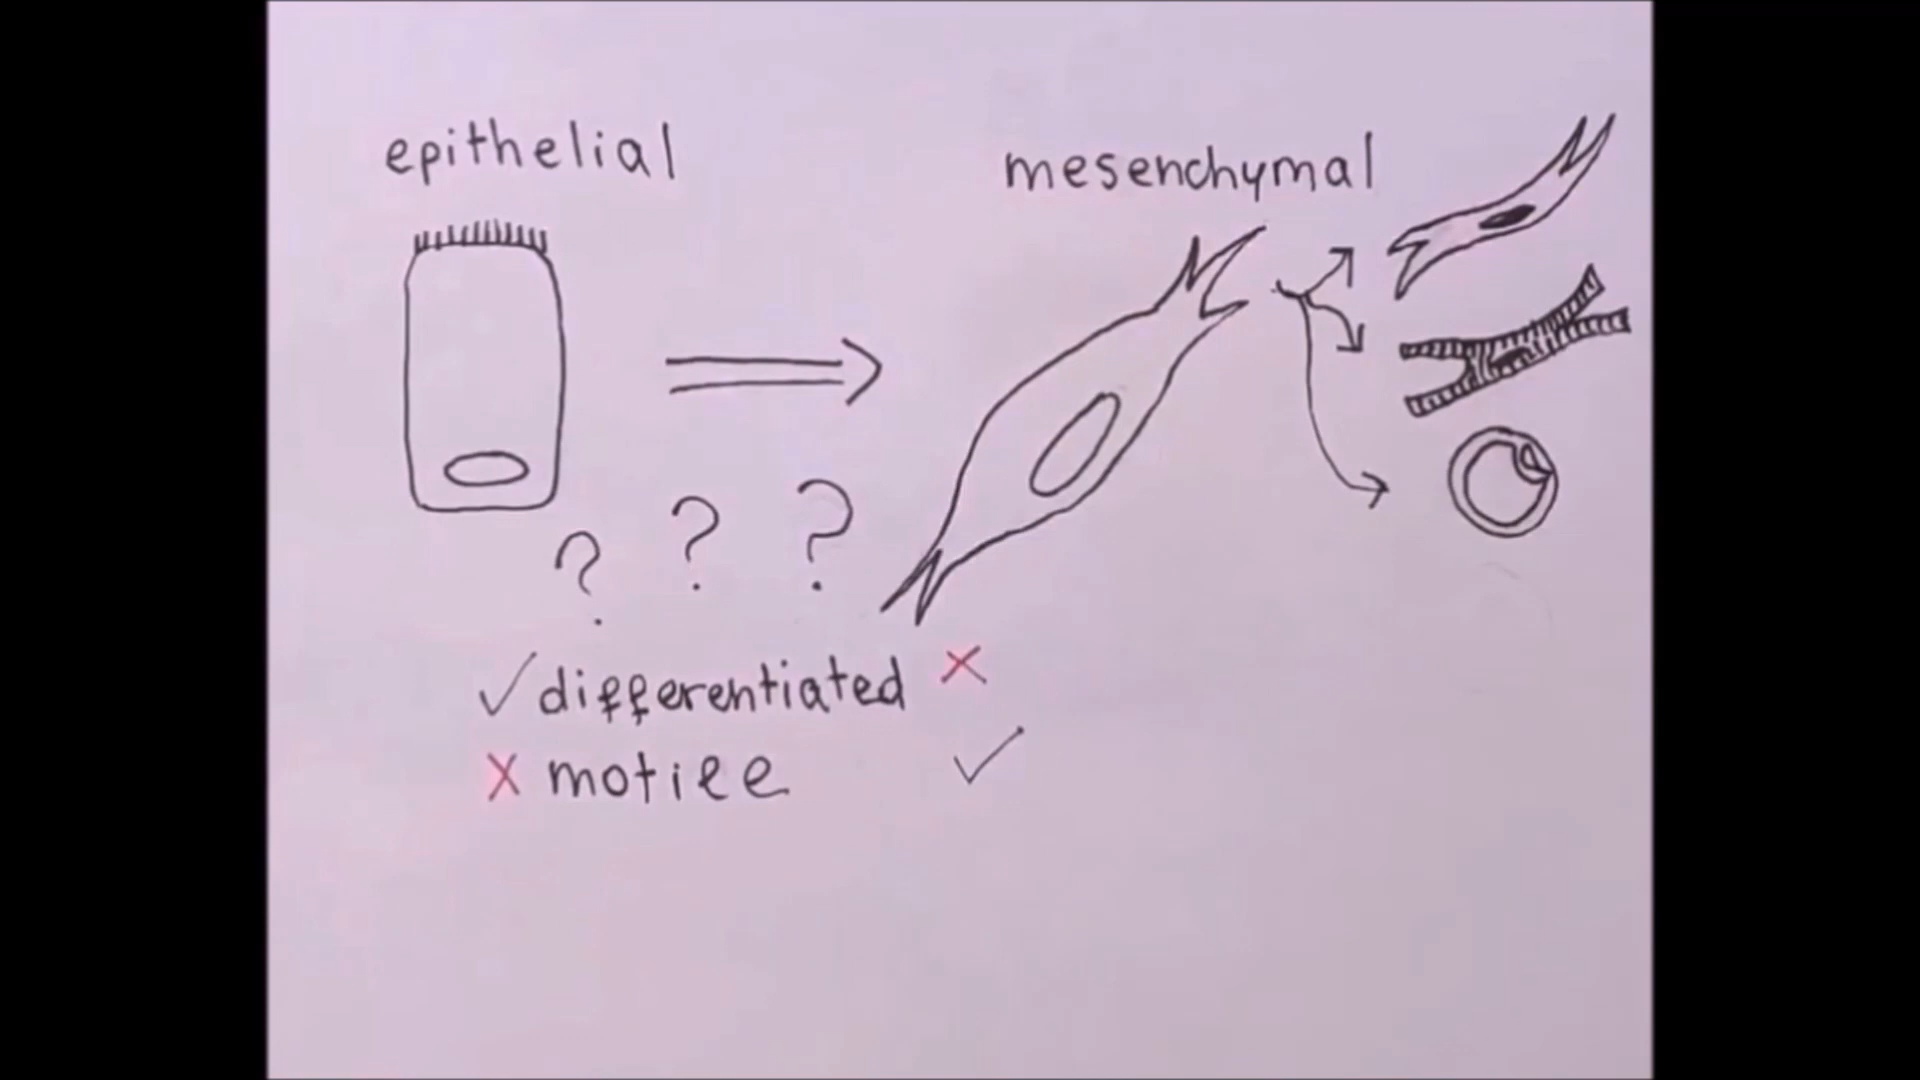 epithelial
mesenchymal
? ? ?
✓ differentiated ✗
✗ motile ✓